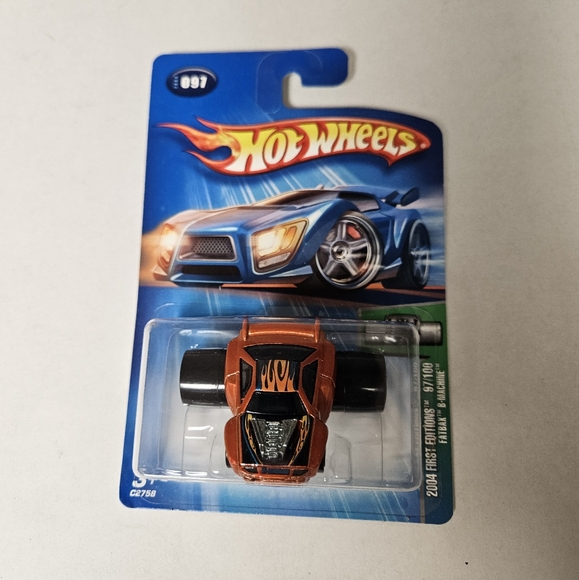 097
HOT WHEELS
2004 FIRST EDITIONS™ 97/100
FATBAX™ B-MACHINE™
C2758